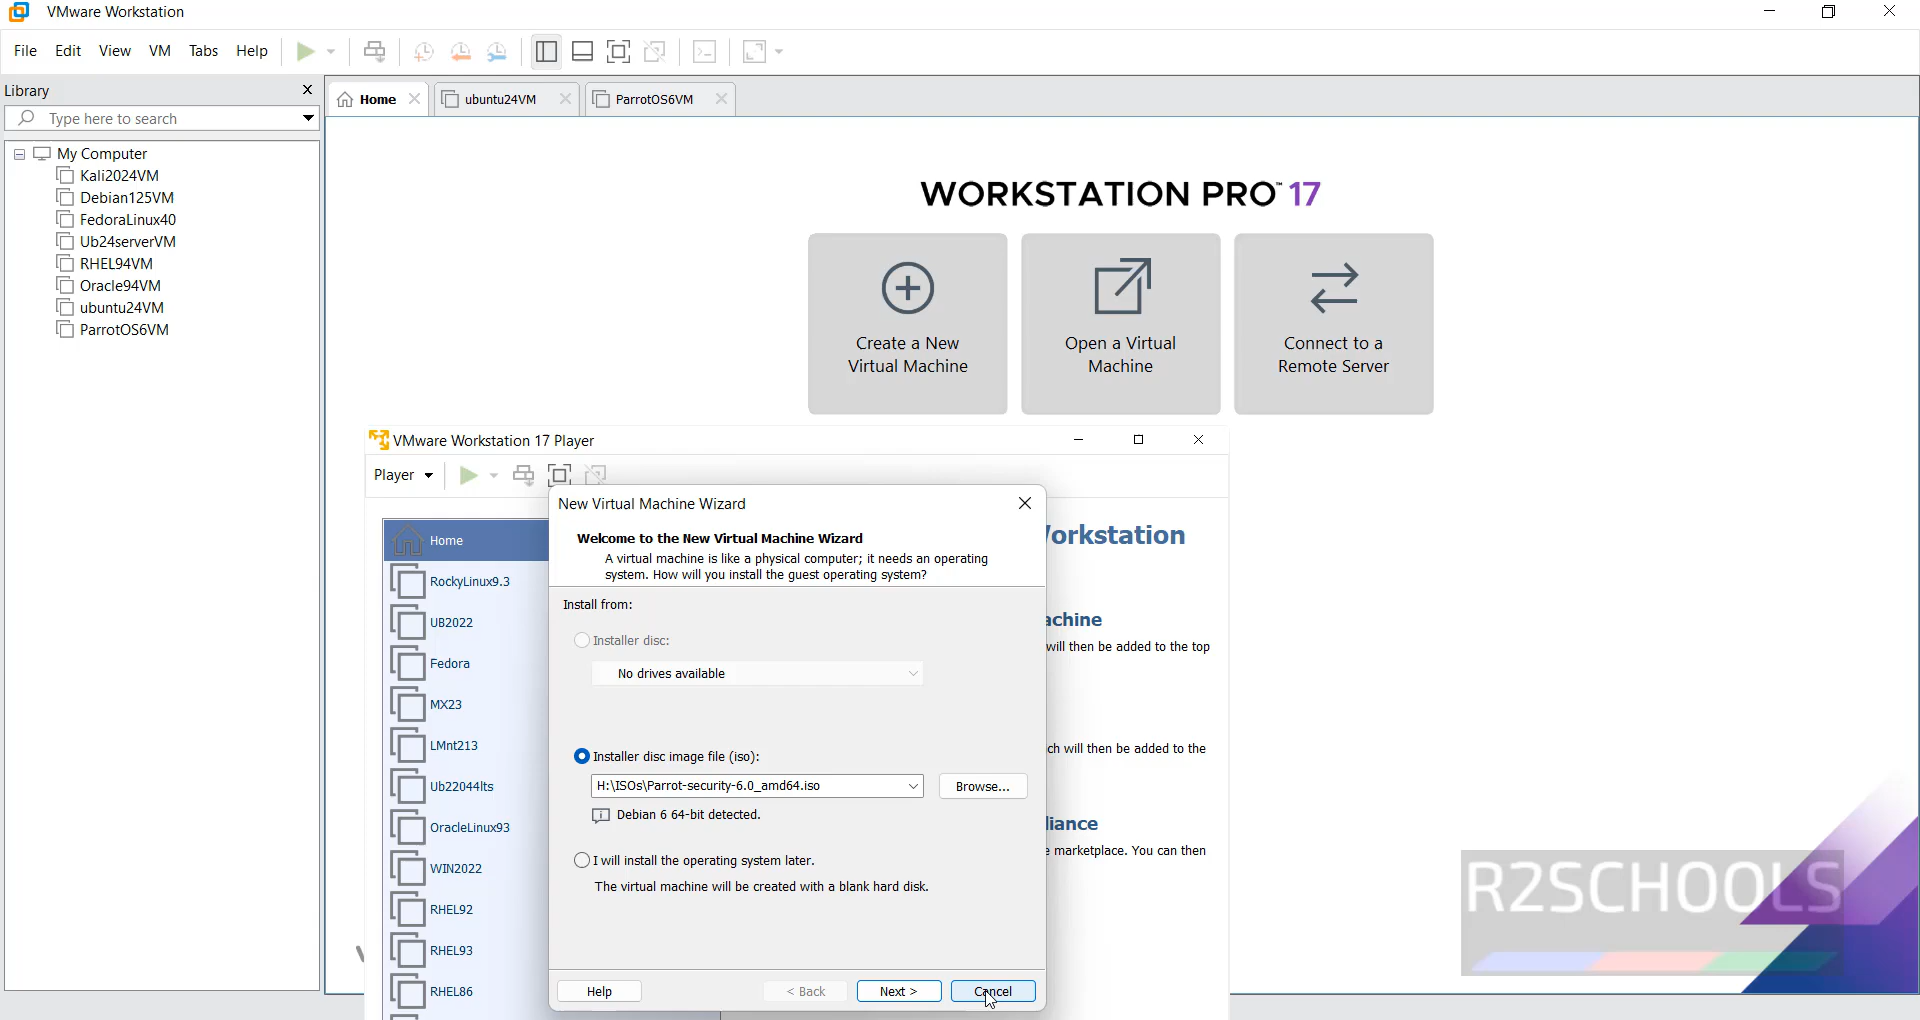 VMware Workstation
File Edit View VM Tabs Help
Library
Type here to search
My Computer
Kali2024VM
Debian125VM
FedoraLinux40
Ub24serverVM
RHEL94VM
Oracle94VM
ubuntu24VM
ParrotOS6VM
Home
ubuntu24VM
ParrotOS6VM
WORKSTATION PRO™ 17
Create a New
Virtual Machine
Open a Virtual
Machine
Connect to a
Remote Server
VMware Workstation 17 Player
Player
Home
RockyLinux9.3
UB2022
Fedora
MX23
LMnt213
Ub22044lts
OracleLinux93
WIN2022
RHEL92
RHEL93
RHEL86
New Virtual Machine Wizard
Welcome to the New Virtual Machine Wizard
A virtual machine is like a physical computer; it needs an operating
system. How will you install the guest operating system?
Install from:
Installer disc:
No drives available
Installer disc image file (iso):
H:\ISOs\Parrot-security-6.0_amd64.iso
Browse...
Debian 6 64-bit detected.
I will install the operating system later.
The virtual machine will be created with a blank hard disk.
Help
< Back
Next >
Cancel
orkstation
achine
will then be added to the top
ch will then be added to the
liance
e marketplace. You can then
R2SCHOOLS